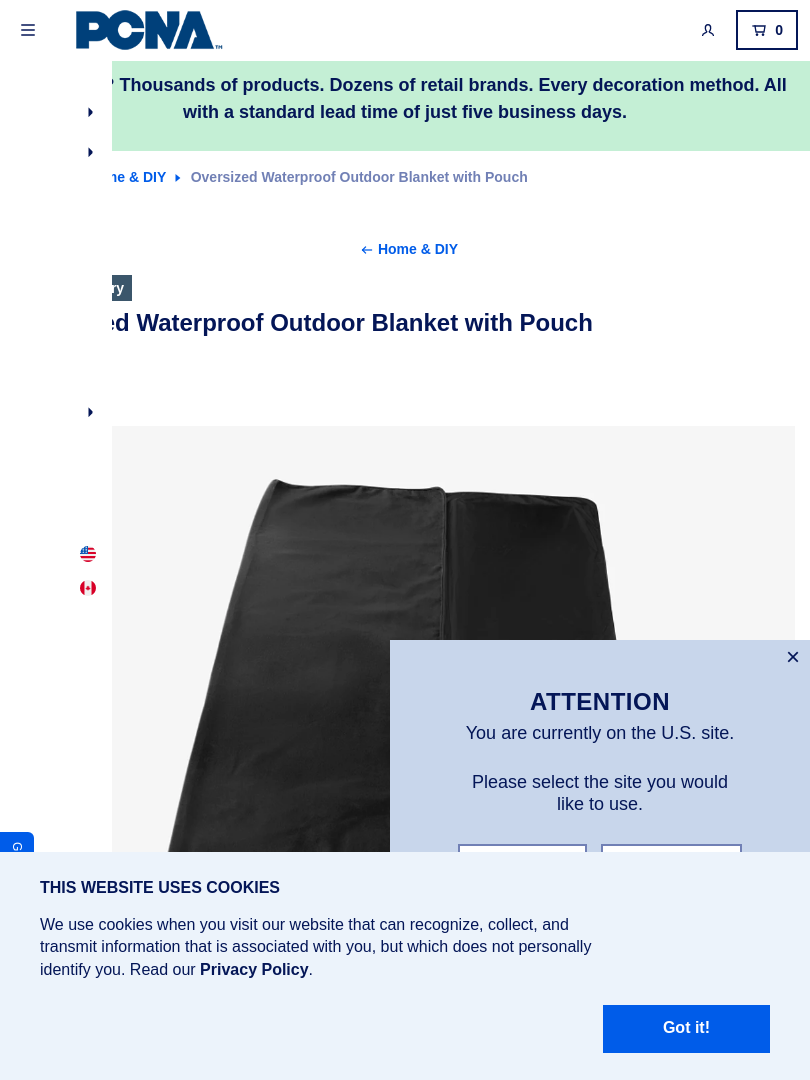 PCNA™
0
? Thousands of products. Dozens of retail brands. Every decoration method. All
with a standard lead time of just five business days.
me & DIY
Oversized Waterproof Outdoor Blanket with Pouch
← Home & DIY
ry
ed Waterproof Outdoor Blanket with Pouch
ATTENTION
You are currently on the U.S. site.
Please select the site you would
like to use.
G
THIS WEBSITE USES COOKIES
We use cookies when you visit our website that can recognize, collect, and
transmit information that is associated with you, but which does not personally
identify you. Read our Privacy Policy.
Got it!